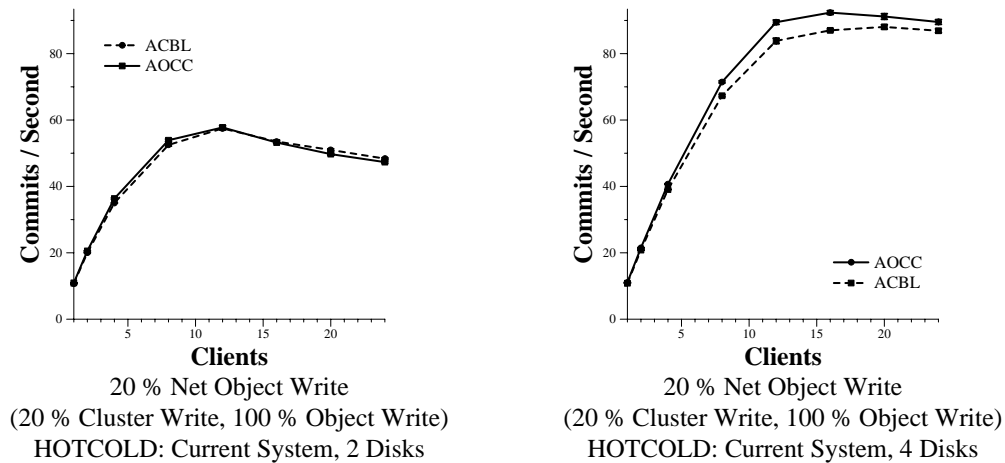 Commits / Second
80
60
40
20
0
ACBL
AOCC
5
10
15
20
Clients
20 % Net Object Write
(20 % Cluster Write, 100 % Object Write)
HOTCOLD: Current System, 2 Disks
Commits / Second
80
60
40
20
0
AOCC
ACBL
5
10
15
20
Clients
20 % Net Object Write
(20 % Cluster Write, 100 % Object Write)
HOTCOLD: Current System, 4 Disks